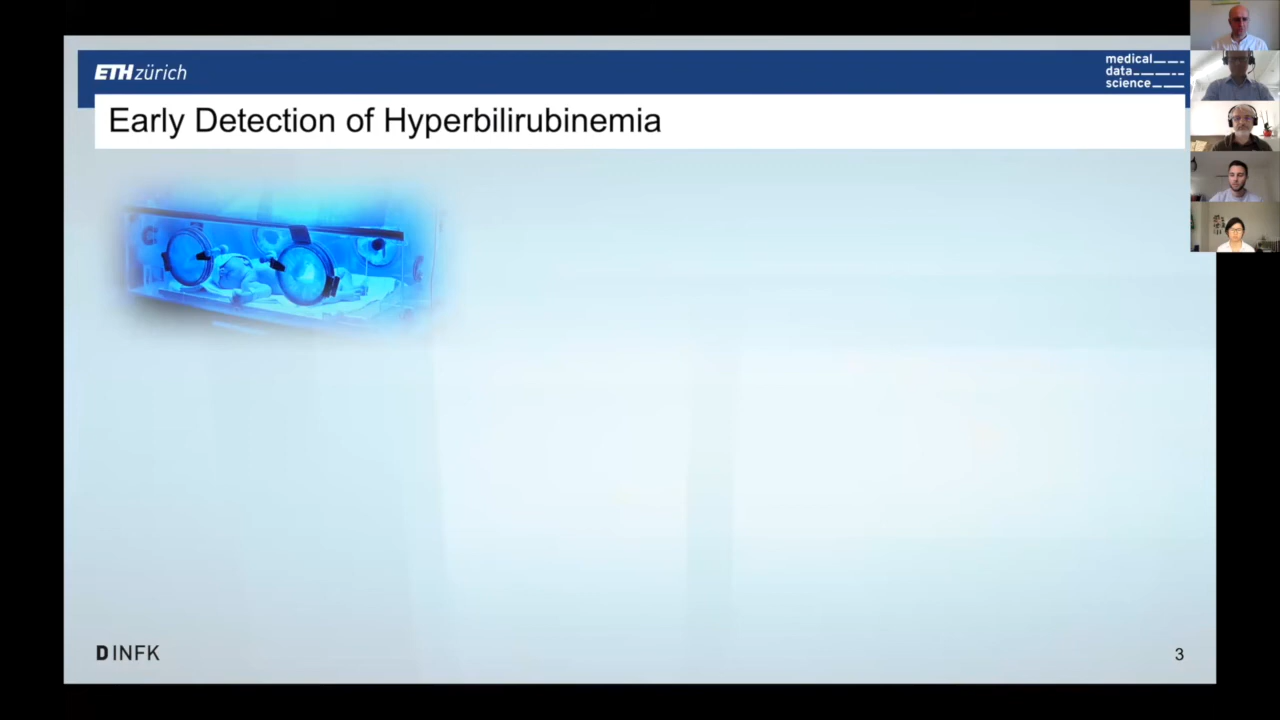 ETH zürich
medical
data
science
Early Detection of Hyperbilirubinemia
D INFK
3